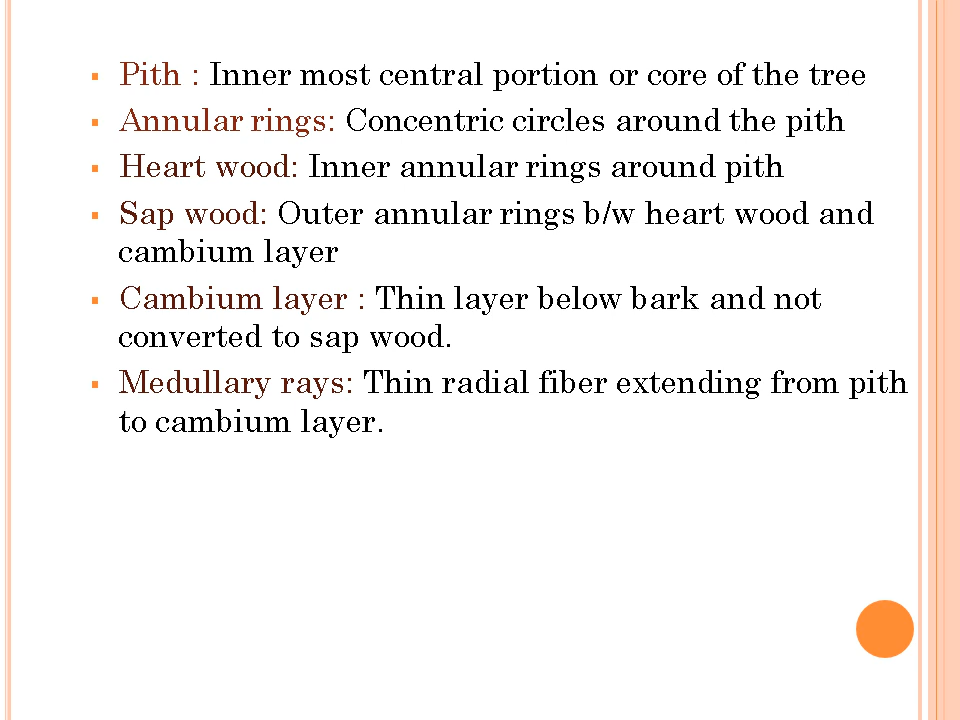 ▪ Pith : Inner most central portion or core of the tree
▪ Annular rings: Concentric circles around the pith
▪ Heart wood: Inner annular rings around pith
▪ Sap wood: Outer annular rings b/w heart wood and
cambium layer
▪ Cambium layer : Thin layer below bark and not
converted to sap wood.
▪ Medullary rays: Thin radial fiber extending from pith
to cambium layer.